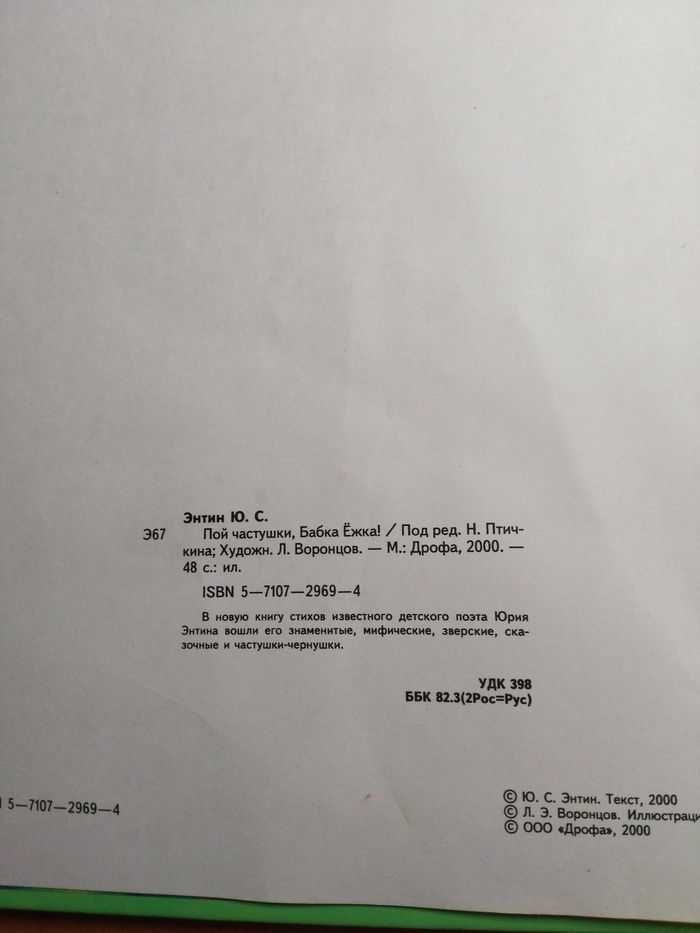 Энтин Ю. С.
Э67 Пой частушки, Бабка Ёжка! / Под ред. Н. Птич-
кина; Художн. Л. Воронцов. — М.: Дрофа, 2000. —
48 с.: ил.
ISBN 5—7107—2969—4
В новую книгу стихов известного детского поэта Юрия
Энтина вошли его знаменитые, мифические, зверские, ска-
зочные и частушки-чернушки.
УДК 398
ББК 82.3(2Рос=Рус)
5—7107—2969—4
© Ю. С. Энтин. Текст, 2000
© Л. Э. Воронцов. Иллюстраци
© ООО «Дрофа», 2000